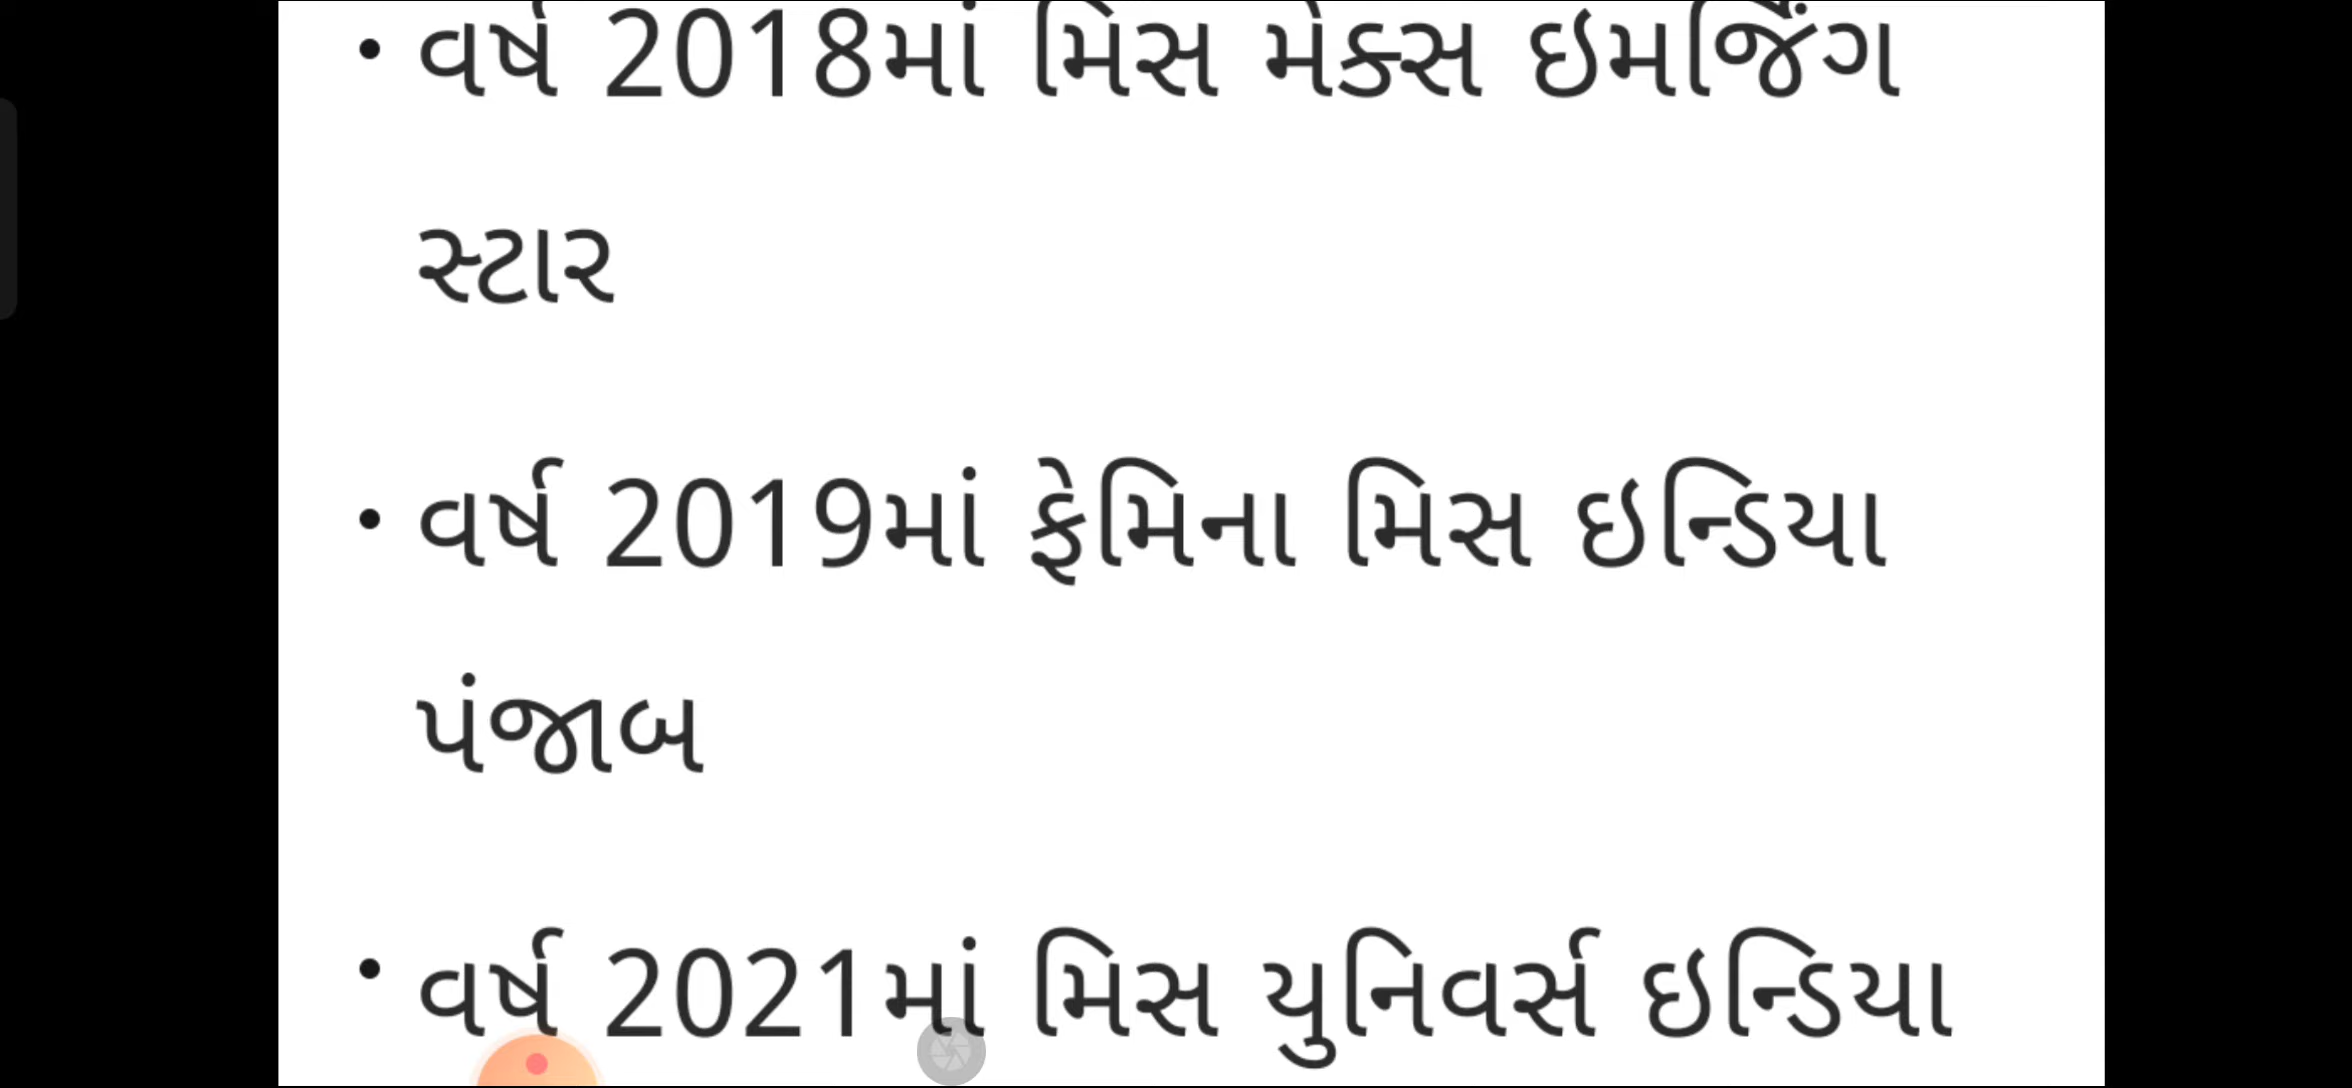 • વર્ષ 2018માં મિસ મેક્સ ઇમર્જિંગ
સ્ટાર
• વર્ષ 2019માં ફેમિના મિસ ઇન્ડિયા
પંજાબ
• વર્ષ 2021માં મિસ યુનિવર્સ ઇન્ડિયા